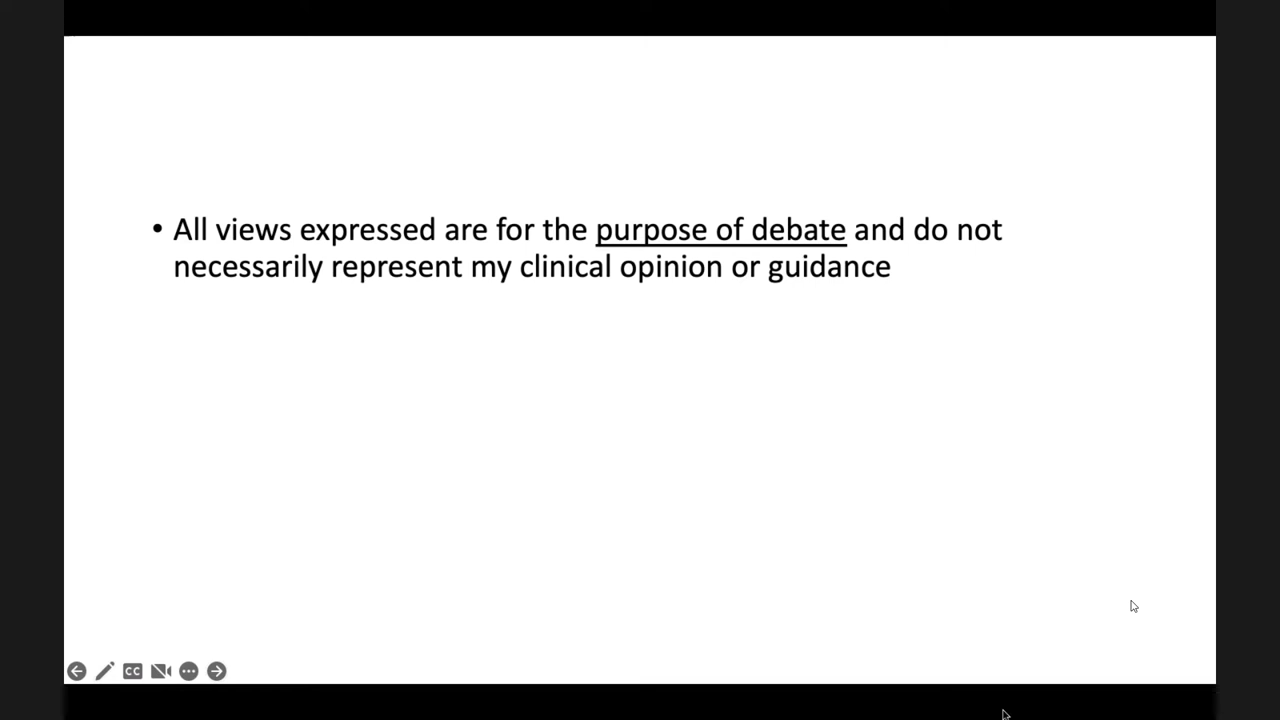 • All views expressed are for the purpose of debate and do not
necessarily represent my clinical opinion or guidance
CC